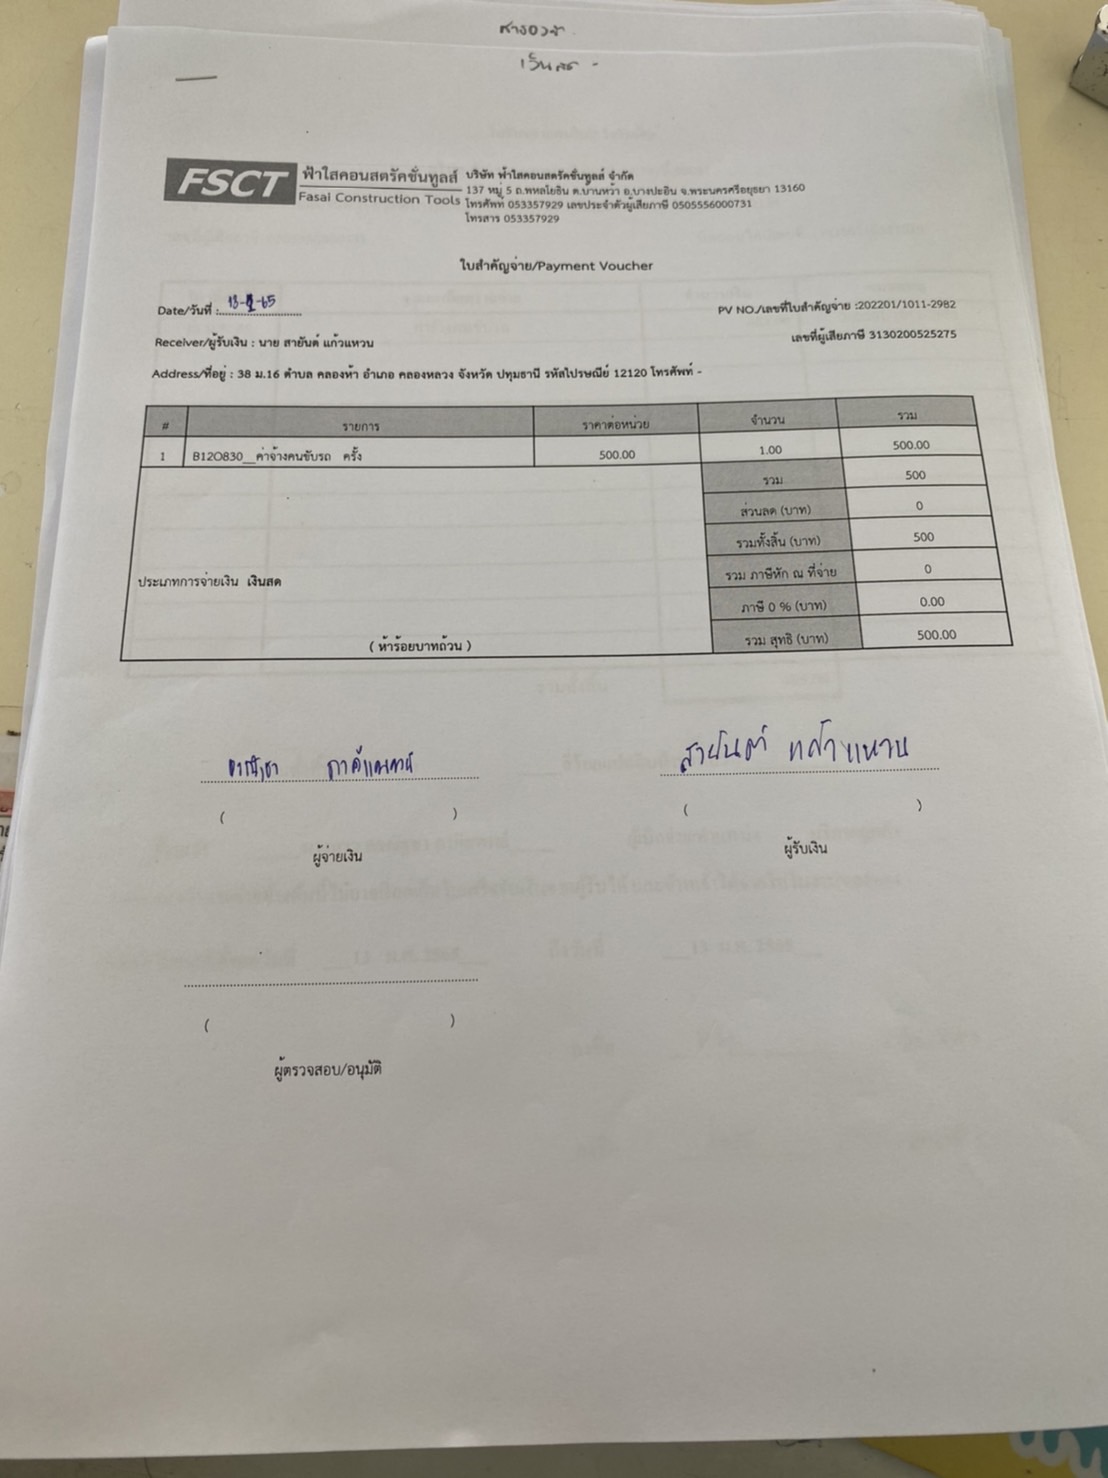 เงินสด -
FSCT ฟ้าใสคอนสตรัคชั่นทูลส์
Fasai Construction Tools
บริษัท ฟ้าใสคอนสตรัคชั่นทูลส์ จำกัด
137 หมู่ 5 ถ.พหลโยธิน ต.บ้านหว้า อ.บางปะอิน จ.พระนครศรีอยุธยา 13160
โทรศัพท์ 053357929 เลขประจำตัวผู้เสียภาษี 0505556000731
โทรสาร 053357929
ใบสำคัญจ่าย/Payment Voucher
Date/วันที่ : 13-1-65
PV NO./เลขที่ใบสำคัญจ่าย :202201/1011-2982
Receiver/ผู้รับเงิน : นาย สายันต์ แก้วแหวน
เลขที่ผู้เสียภาษี 3130200525275
Address/ที่อยู่ : 38 ม.16 ตำบล คลองห้า อำเภอ คลองหลวง จังหวัด ปทุมธานี รหัสไปรษณีย์ 12120 โทรศัพท์ -
# รายการ ราคาต่อหน่วย จำนวน รวม
1 B12O830__ค่าจ้างคนขับรถ ครั้ง 500.00 1.00 500.00
รวม 500
ส่วนลด (บาท) 0
รวมทั้งสิ้น (บาท) 500
ประเภทการจ่ายเงิน เงินสด
รวม ภาษีหัก ณ ที่จ่าย 0
ภาษี 0 % (บาท) 0.00
( ห้าร้อยบาทถ้วน )
รวม สุทธิ (บาท) 500.00
สายันต์ แก้วแหวน
( )
( )
ผู้จ่ายเงิน
ผู้รับเงิน
( )
ผู้ตรวจสอบ/อนุมัติ